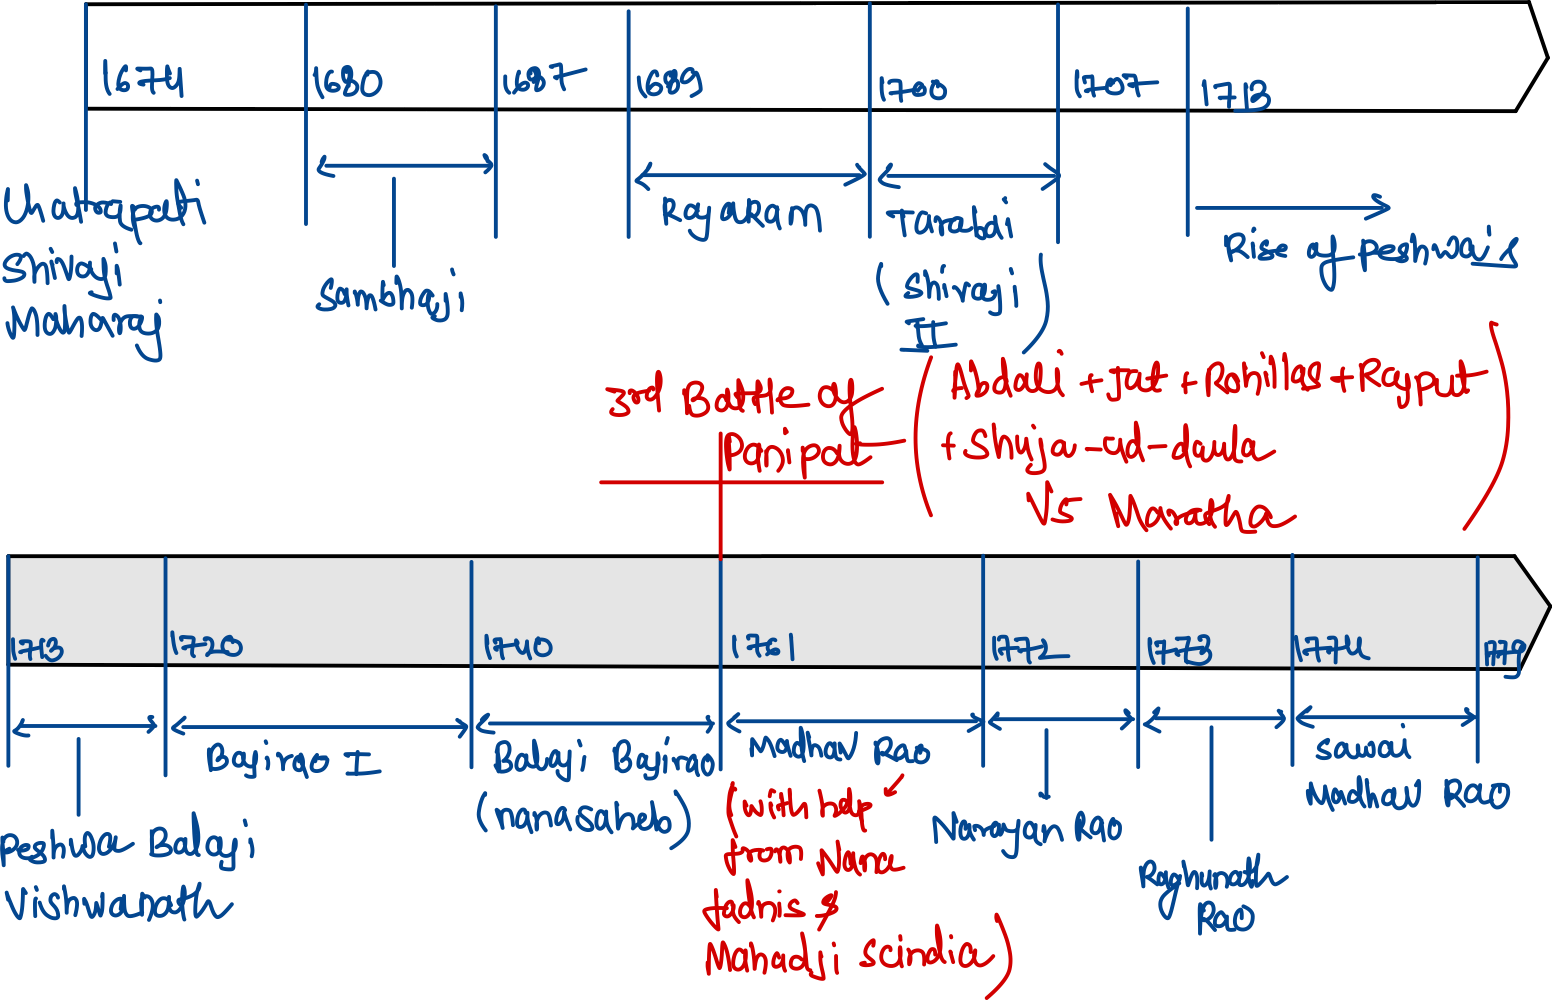 1674 1680 1687 1689 1700 1707 1713
Chatrapati
Shivaji
Maharaj
Sambhaji
Rajaram
Tarabai
(Shivaji
II)
Rise of peshwa's
3rd Battle of
Panipat
(Abdali + Jat + Rohillas + Rajput
+ Shuja-ud-daula
Vs Maratha)
1713 1720 1740 1761 1772 1773 1774 1779
Peshwa Balaji
Vishwanath
Bajirao I
Balaji Bajirao
(nanasaheb)
Madhav Rao
(with help
from Nana
fadnis &
Mahadji scindia)
Narayan Rao
Raghunath
Rao
sawai
Madhav Rao